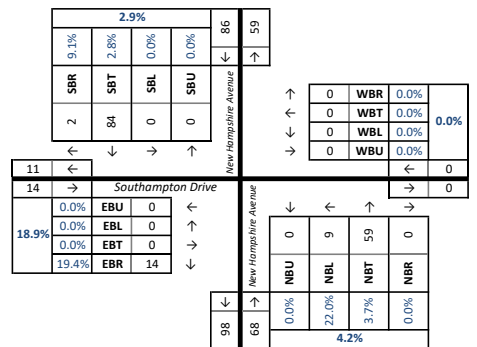 2.9%
86 59
9.1% 2.8% 0.0% 0.0%
↓ ↑
SBR SBT SBL SBU
New Hampshire Avenue
2 84 0 0
← ↓ → ↑
↑ 0 WBR 0.0%
← 0 WBT 0.0%
↓ 0 WBL 0.0%
→ 0 WBU 0.0%
0.0%
11 ←
← 0
14 → Southampton Drive
→ 0
18.9%
0.0% EBU 0 ←
0.0% EBL 0 ↑
0.0% EBT 0 →
19.4% EBR 14 ↓
New Hampshire Avenue
↓ ← ↑ →
0 9 59 0
NBU NBL NBT NBR
0.0% 22.0% 3.7% 0.0%
↓ ↑
98 68
4.2%